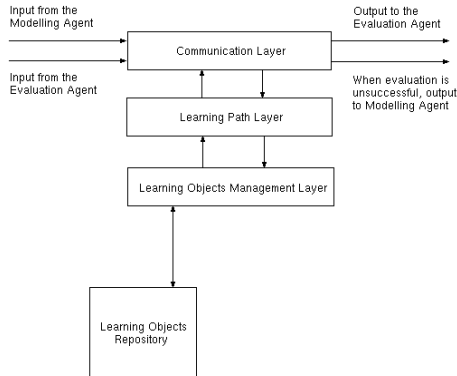 Input from the
Modelling Agent
Output to the
Evaluation Agent
Communication Layer
Input from the
Evaluation Agent
When evaluation is
unsuccessful, output
to Modelling Agent
Learning Path Layer
Learning Objects Management Layer
Learning Objects
Repository